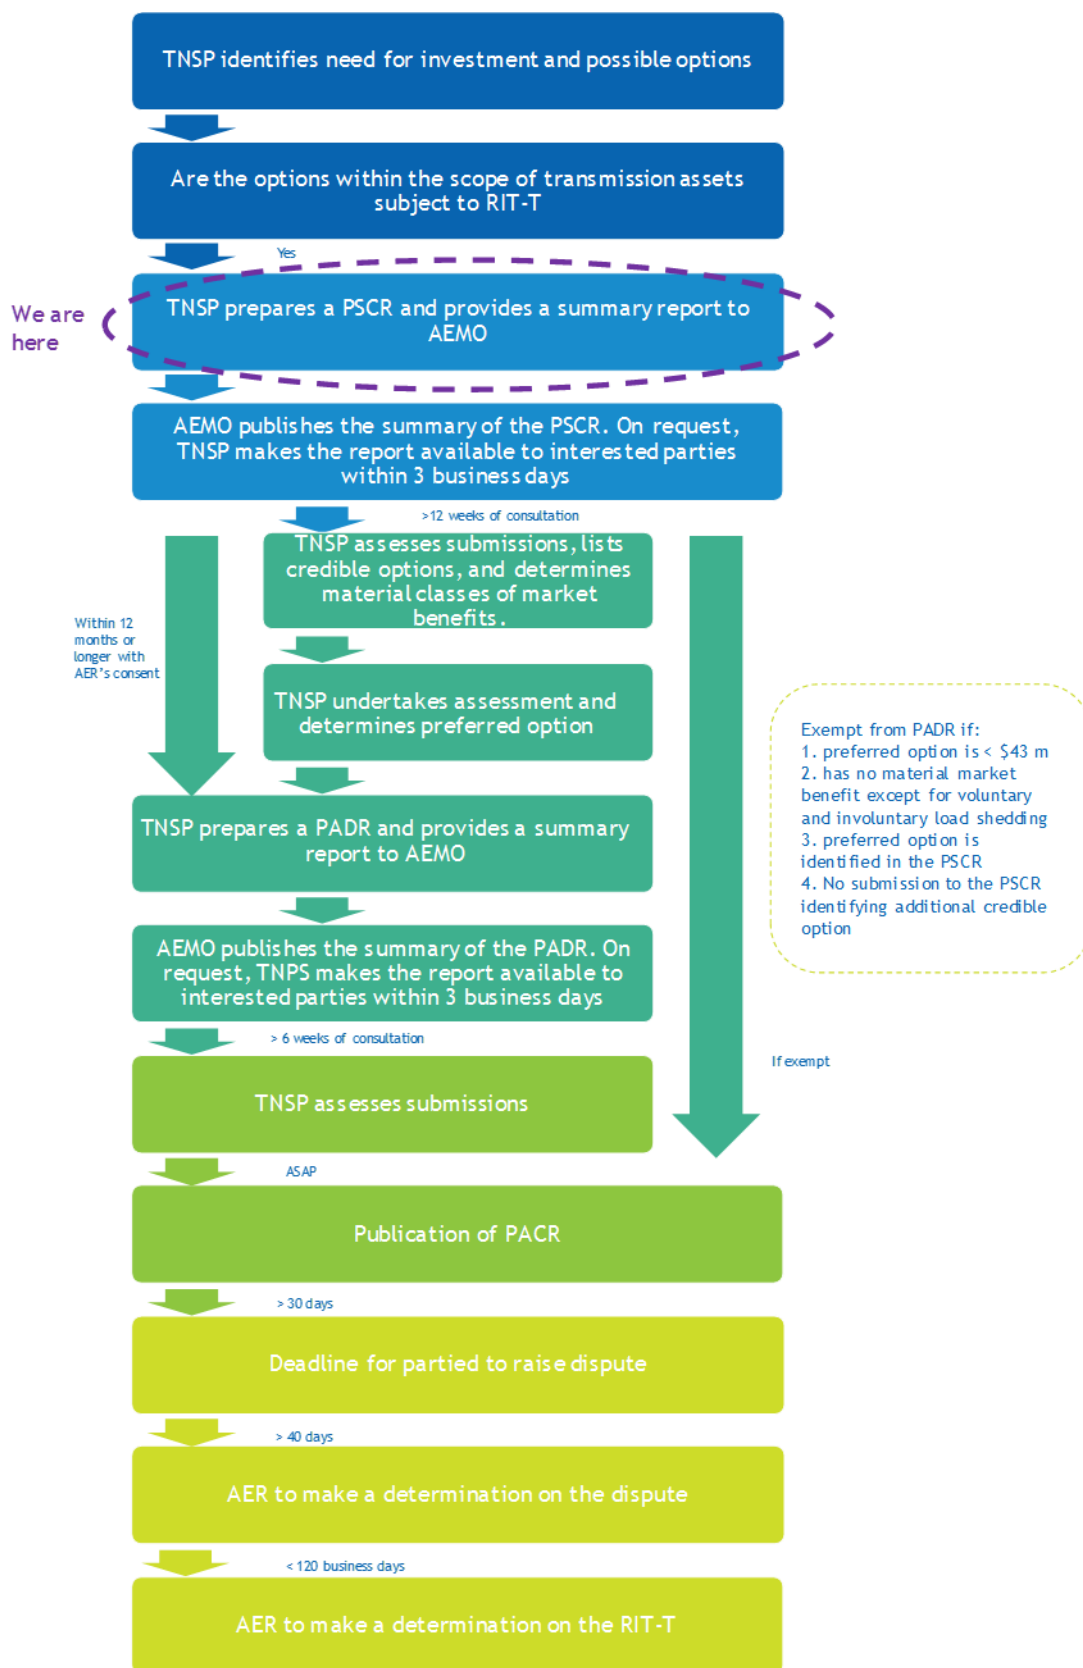 TNSP identifies need for investment and possible options
Are the options within the scope of transmission assets
subject to RIT-T
Yes
We are
here
TNSP prepares a PSCR and provides a summary report to
AEMO
AEMO publishes the summary of the PSCR. On request,
TNSP makes the report available to interested parties
within 3 business days
>12 weeks of consultation
TNSP assesses submissions, lists
credible options, and determines
material classes of market
benefits.
Within 12
months or
longer with
AER's consent
TNSP undertakes assessment and
determines preferred option
Exempt from PADR if:
1. preferred option is < $43 m
2. has no material market
benefit except for voluntary
and involuntary load shedding
3. preferred option is
identified in the PSCR
4. No submission to the PSCR
identifying additional credible
option
TNSP prepares a PADR and provides a summary
report to AEMO
AEMO publishes the summary of the PADR. On
request, TNPS makes the report available to
interested parties within 3 business days
> 6 weeks of consultation
If exempt
TNSP assesses submissions
ASAP
Publication of PACR
> 30 days
Deadline for partied to raise dispute
> 40 days
AER to make a determination on the dispute
< 120 business days
AER to make a determination on the RIT-T